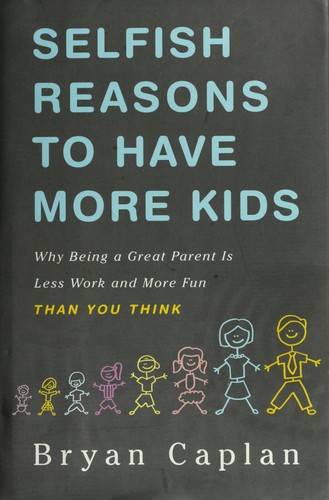 SELFISH
REASONS
TO HAVE
MORE KIDS
Why Being a Great Parent Is
Less Work and More Fun
THAN YOU THINK
Bryan Caplan